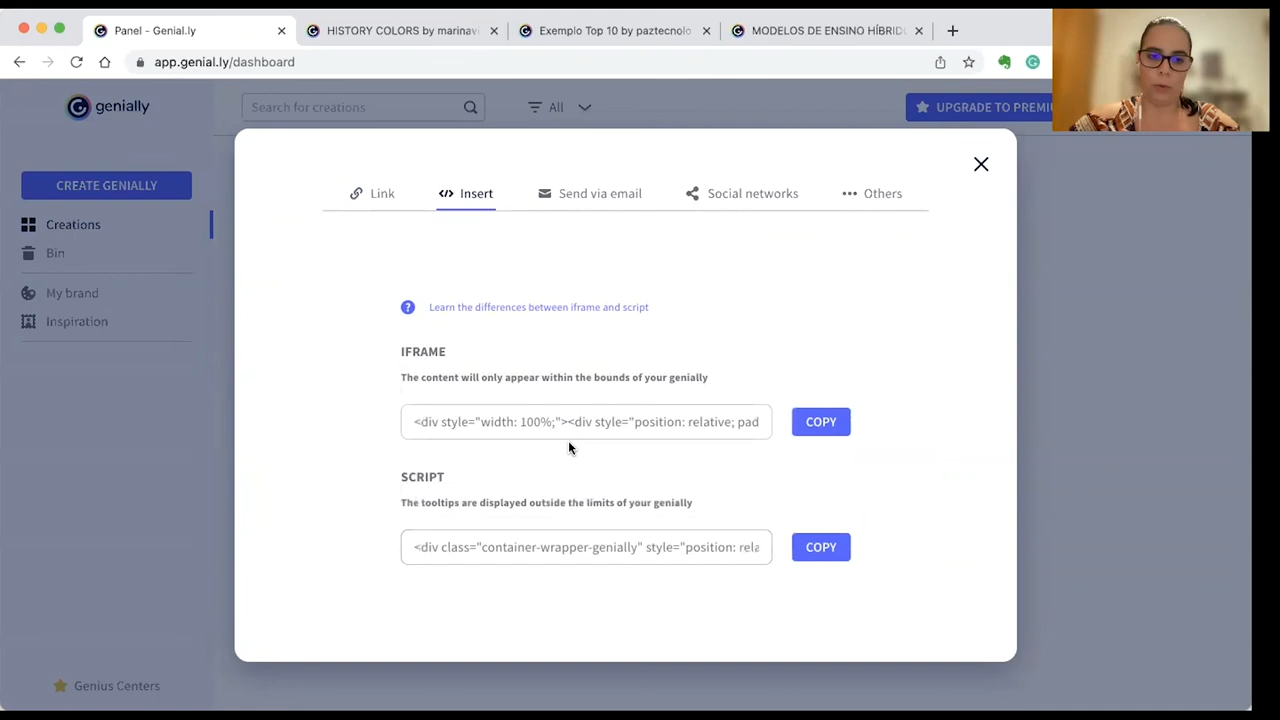 Panel - Genial.ly
HISTORY COLORS by marinav
Exemplo Top 10 by paztecnolo
MODELOS DE ENSINO HÍBRID
app.genial.ly/dashboard
genially
Search for creations
All
UPGRADE TO PREMIU
CREATE GENIALLY
Creations
Bin
My brand
Inspiration
Genius Centers
Link
</> Insert
Send via email
Social networks
Others
? Learn the differences between iframe and script
IFRAME
The content will only appear within the bounds of your genially
<div style="width: 100%;"><div style="position: relative; pad
COPY
SCRIPT
The tooltips are displayed outside the limits of your genially
<div class="container-wrapper-genially" style="position: rela
COPY